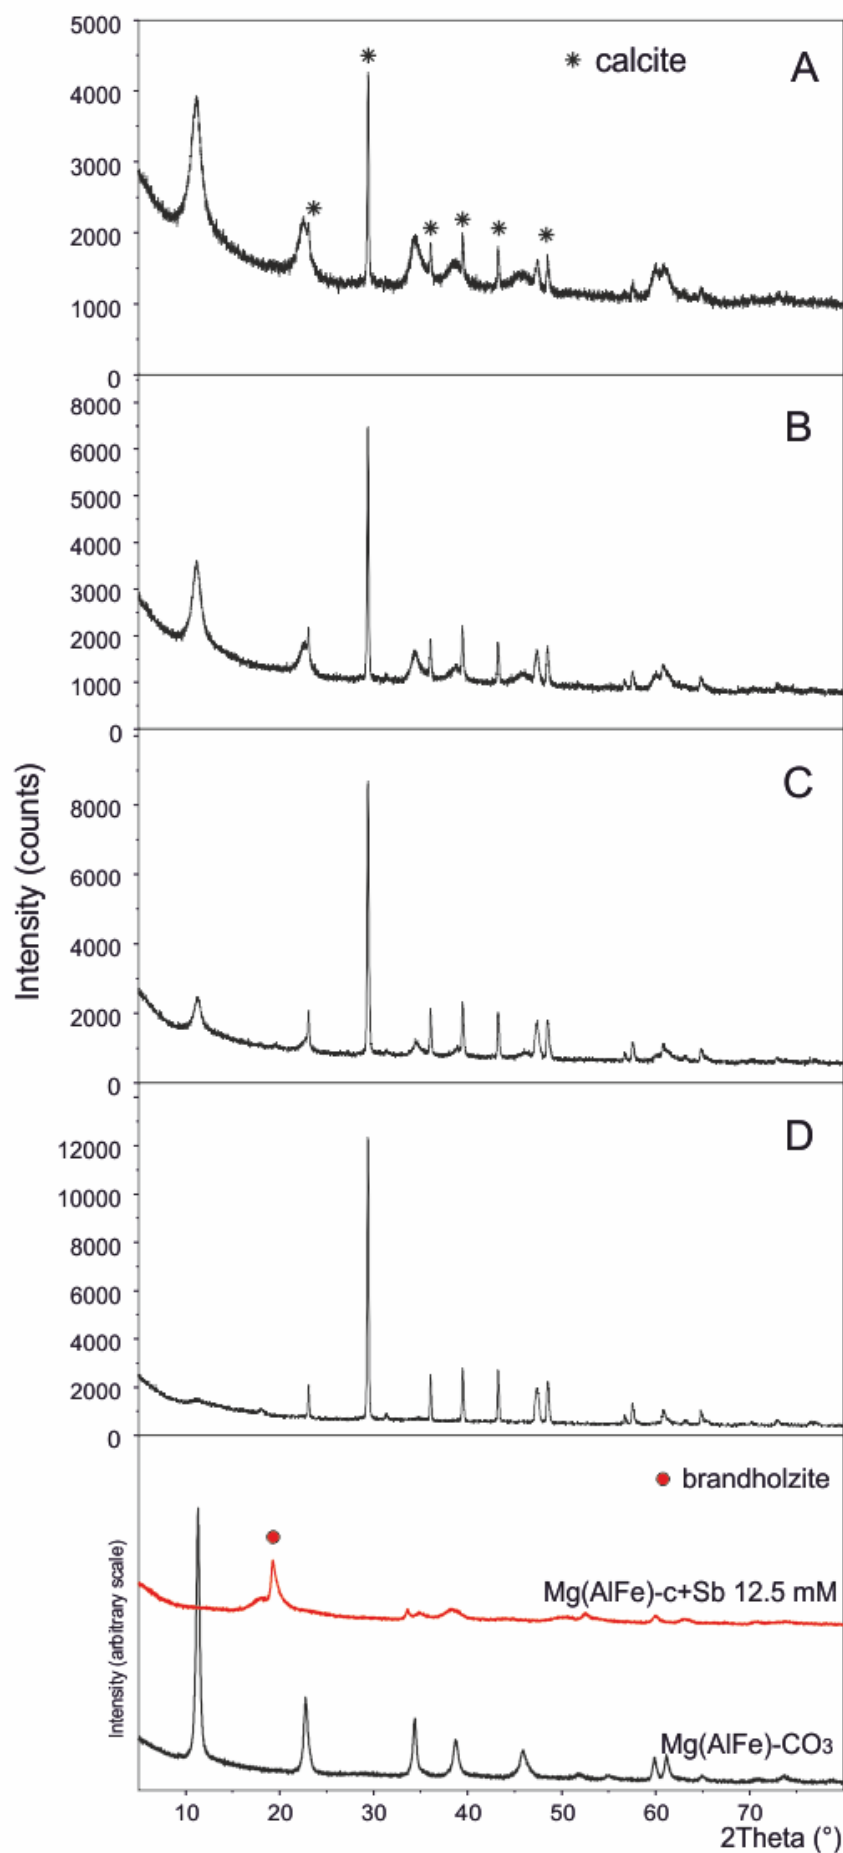 5000
* calcite
A
4000
3000
2000
1000
0
8000
B
6000
5000
4000
3000
2000
1000
0
C
8000
6000
4000
2000
0
D
12000
10000
8000
6000
4000
2000
0
Intensity (counts)
brandholzite
Mg(AlFe)-c+Sb 12.5 mM
Mg(AlFe)-CO3
Intensity (arbitrary scale)
10 20 30 40 50 60 70
2Theta (°)